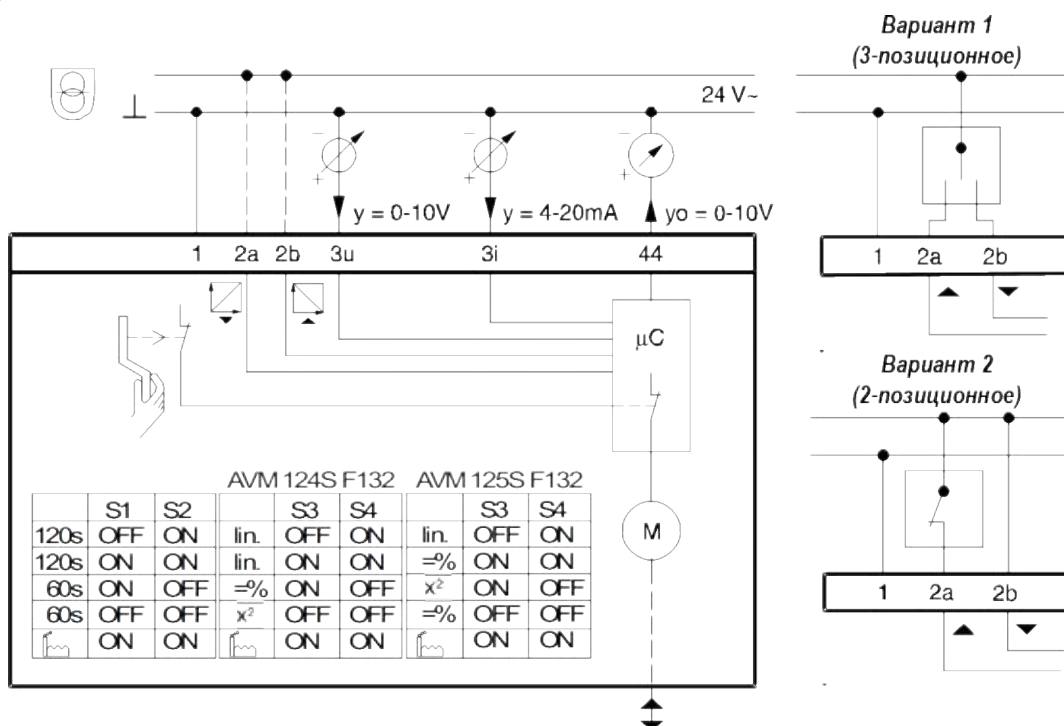 Вариант 1
(3-позиционное)
24 V~
y = 0-10V
y = 4-20mA
yo = 0-10V
1 2a 2b 3u 3i 44
1 2a 2b
µC
Вариант 2
(2-позиционное)
AVM 124S F132 AVM 125S F132
S1 S2 S3 S4 S3 S4
120s OFF ON lin. OFF ON lin. OFF ON
120s ON ON lin. ON ON =% ON ON
60s ON OFF =% ON OFF x² ON OFF
60s OFF OFF x² OFF OFF =% OFF OFF
ON ON ON ON ON ON
M
1 2a 2b